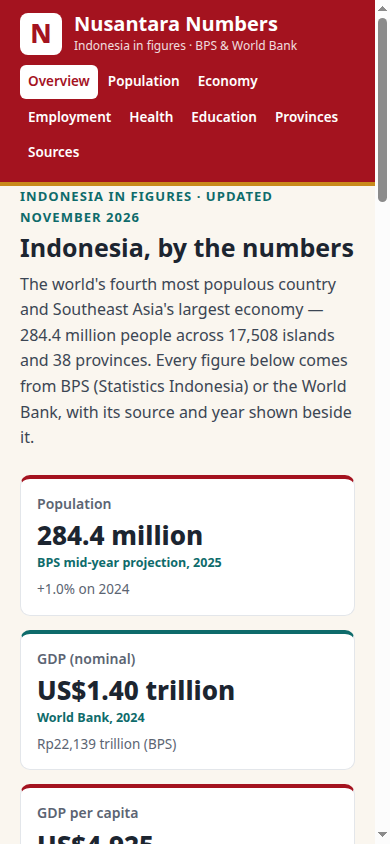 N
Nusantara Numbers
Indonesia in figures · BPS & World Bank
Overview Population Economy
Employment Health Education Provinces
Sources
INDONESIA IN FIGURES · UPDATED
NOVEMBER 2026
Indonesia, by the numbers
The world's fourth most populous country
and Southeast Asia's largest economy —
284.4 million people across 17,508 islands
and 38 provinces. Every figure below comes
from BPS (Statistics Indonesia) or the World
Bank, with its source and year shown beside
it.
Population
284.4 million
BPS mid-year projection, 2025
+1.0% on 2024
GDP (nominal)
US$1.40 trillion
World Bank, 2024
Rp22,139 trillion (BPS)
GDP per capita
US$4,925